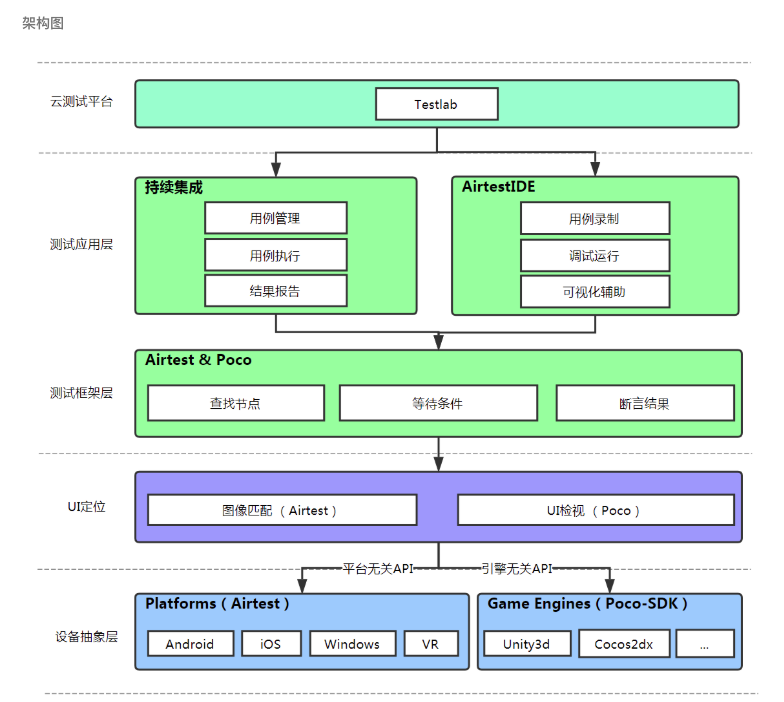 架构图
云测试平台
Testlab
持续集成
AirtestIDE
用例管理
用例录制
测试应用层
用例执行
调试运行
结果报告
可视化辅助
Airtest & Poco
测试框架层
查找节点
等待条件
断言结果
UI定位
图像匹配 （ Airtest ）
UI检视 （ Poco ）
平台无关API
引擎无关API
Platforms ( Airtest )
Game Engines ( Poco-SDK )
设备抽象层
Android
iOS
Windows
VR
Unity3d
Cocos2dx
...